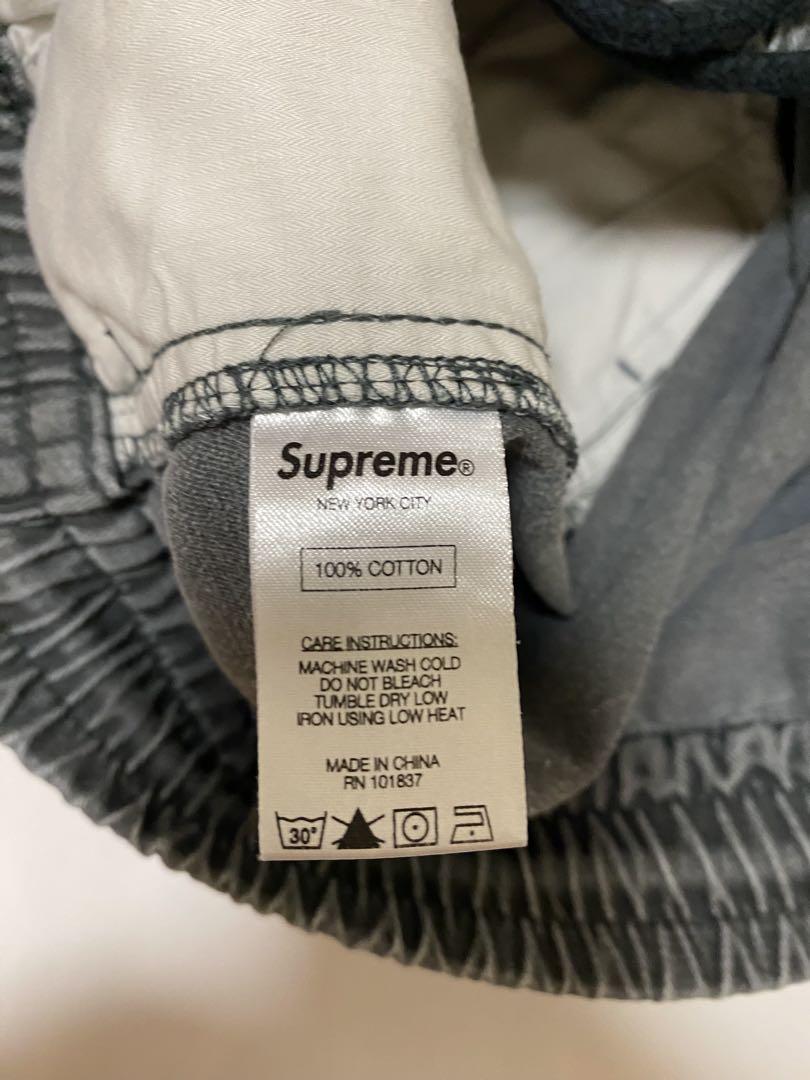 Supreme®
NEW YORK CITY
100% COTTON
CARE INSTRUCTIONS:
MACHINE WASH COLD
DO NOT BLEACH
TUMBLE DRY LOW
IRON USING LOW HEAT
MADE IN CHINA
RN 101837
30°